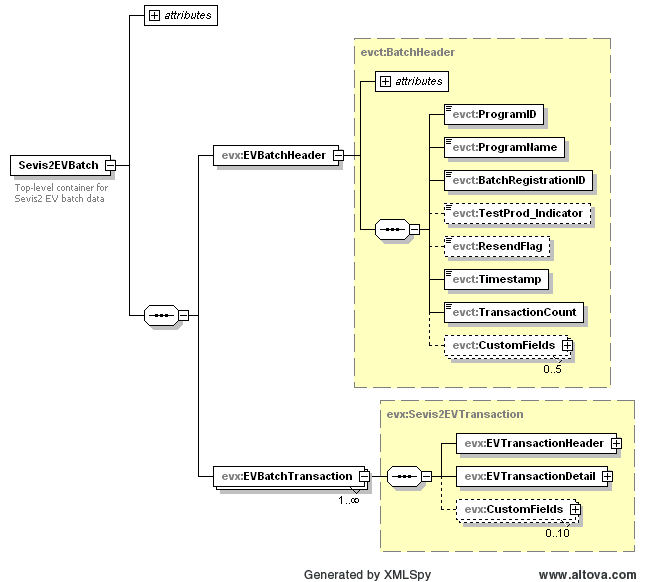 attributes
evct:BatchHeader
attributes
evct:ProgramID
evct:ProgramName
evx:EVBatchHeader
Sevis2EVBatch
evct:BatchRegistrationID
Top-level container for
Sevis2 EV batch data
evct:TestProd_Indicator
evct:ResendFlag
evct:Timestamp
evct:TransactionCount
evct:CustomFields
0..5
evx:Sevis2EVTransaction
evx:EVTransactionHeader
evx:EVBatchTransaction
evx:EVTransactionDetail
1..∞
evx:CustomFields
0..10
Generated by XMLSpy
www.altova.com